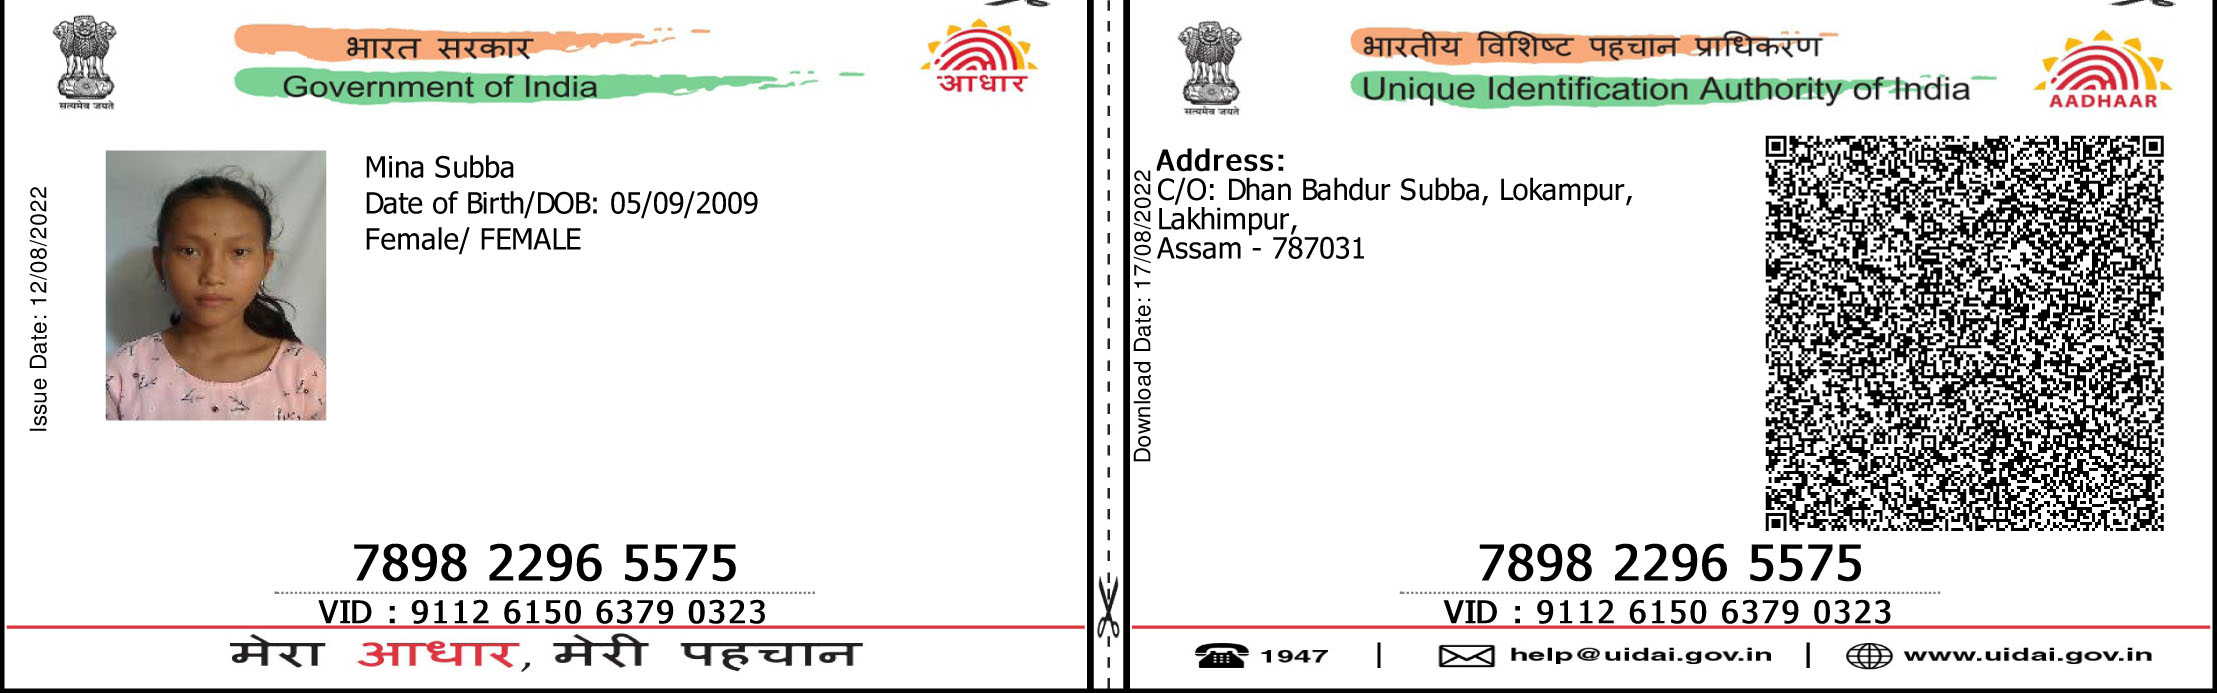 भारत सरकार
Government of India
सत्यमेव जयते
आधार
Issue Date: 12/08/2022
Mina Subba
Date of Birth/DOB: 05/09/2009
Female/ FEMALE
7898 2296 5575
VID : 9112 6150 6379 0323
मेरा आधार, मेरी पहचान
भारतीय विशिष्ट पहचान प्राधिकरण
Unique Identification Authority of India
सत्यमेव जयते
AADHAAR
Download Date: 17/08/2022
Address:
C/O: Dhan Bahdur Subba, Lokampur,
Lakhimpur,
Assam - 787031
7898 2296 5575
VID : 9112 6150 6379 0323
1947 | help@uidai.gov.in | www.uidai.gov.in